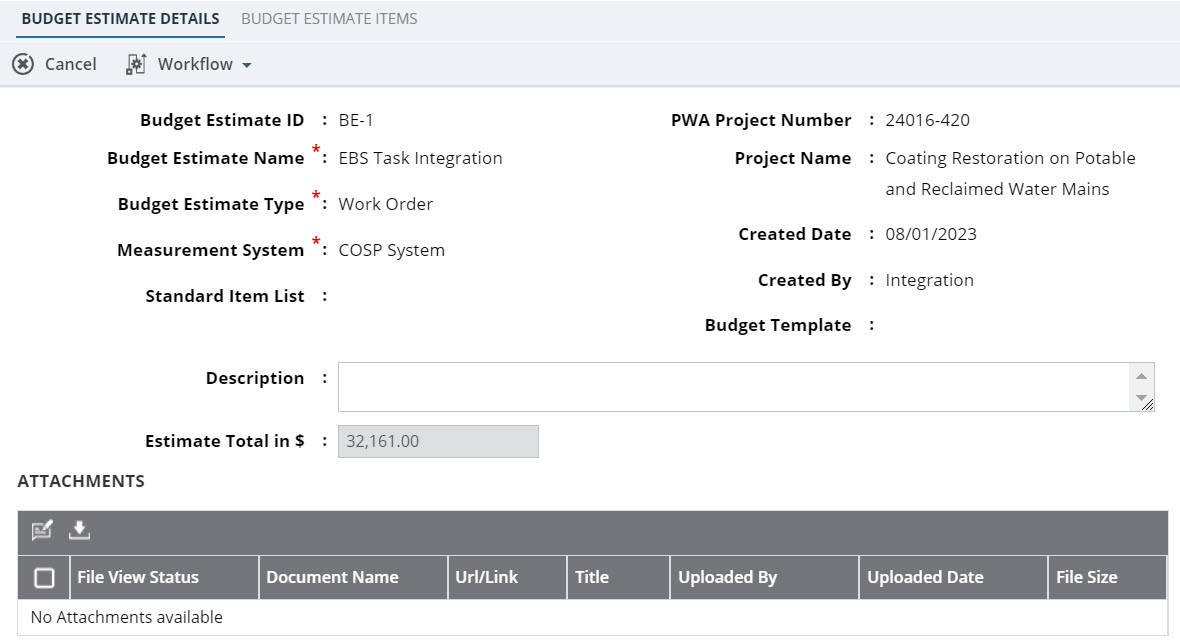 BUDGET ESTIMATE DETAILS BUDGET ESTIMATE ITEMS
Cancel Workflow
Budget Estimate ID : BE-1
Budget Estimate Name * : EBS Task Integration
Budget Estimate Type * : Work Order
Measurement System * : COSP System
Standard Item List :
PWA Project Number : 24016-420
Project Name : Coating Restoration on Potable
and Reclaimed Water Mains
Created Date : 08/01/2023
Created By : Integration
Budget Template :
Description :
Estimate Total in $ : 32,161.00
ATTACHMENTS
File View Status Document Name Url/Link Title Uploaded By Uploaded Date File Size
No Attachments available